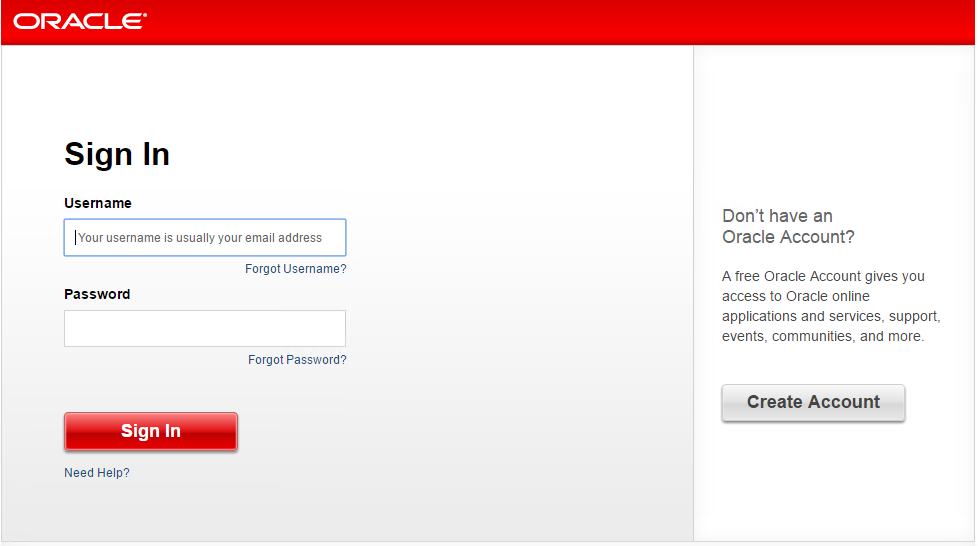 ORACLE®
Sign In
Username
Your username is usually your email address
Forgot Username?
Password
Forgot Password?
Sign In
Need Help?
Don't have an
Oracle Account?
A free Oracle Account gives you
access to Oracle online
applications and services, support,
events, communities, and more.
Create Account